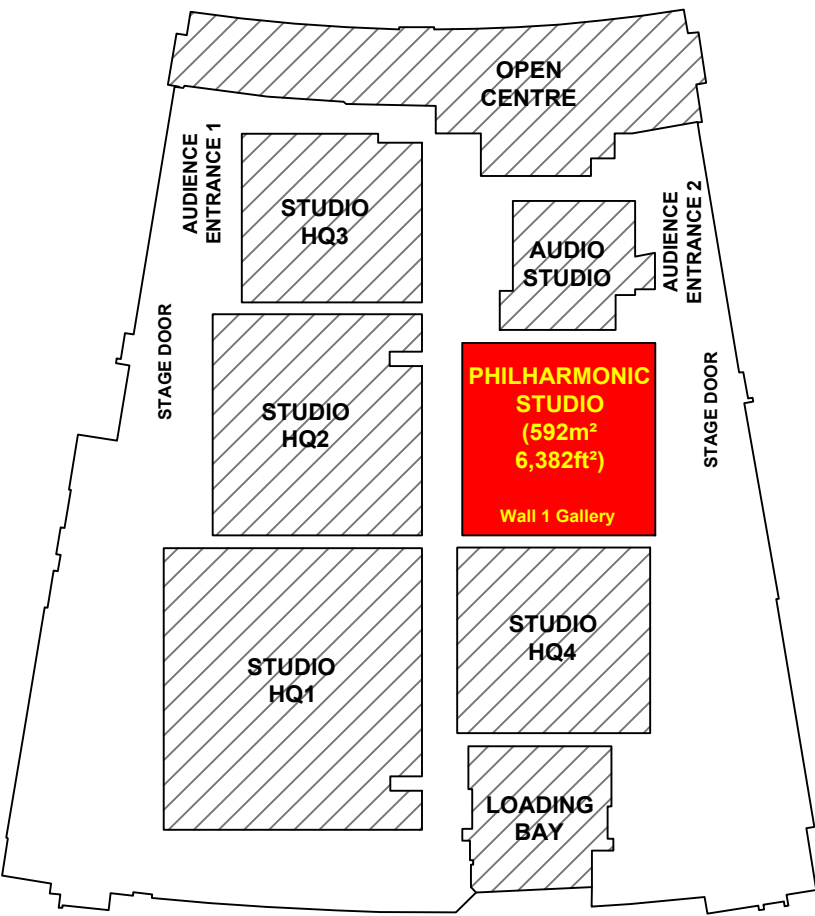 OPEN
CENTRE
AUDIENCE
ENTRANCE 1
STUDIO
HQ3
AUDIO
STUDIO
AUDIENCE
ENTRANCE 2
STAGE DOOR
STUDIO
HQ2
PHILHARMONIC
STUDIO
(592m²
6,382ft²)
Wall 1 Gallery
STAGE DOOR
STUDIO
HQ1
STUDIO
HQ4
LOADING
BAY